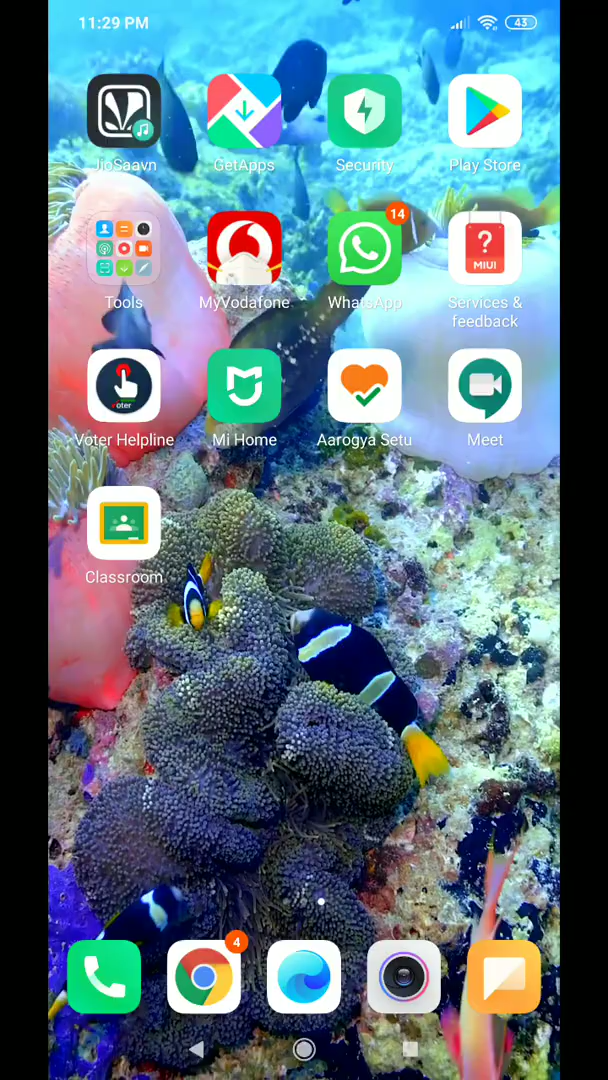 11:29 PM
43
JioSaavn
GetApps
Security
Play Store
14
?
MIUI
Tools
MyVodafone
WhatsApp
Services &
feedback
Voter
Voter Helpline
Mi Home
Aarogya Setu
Meet
Classroom
4